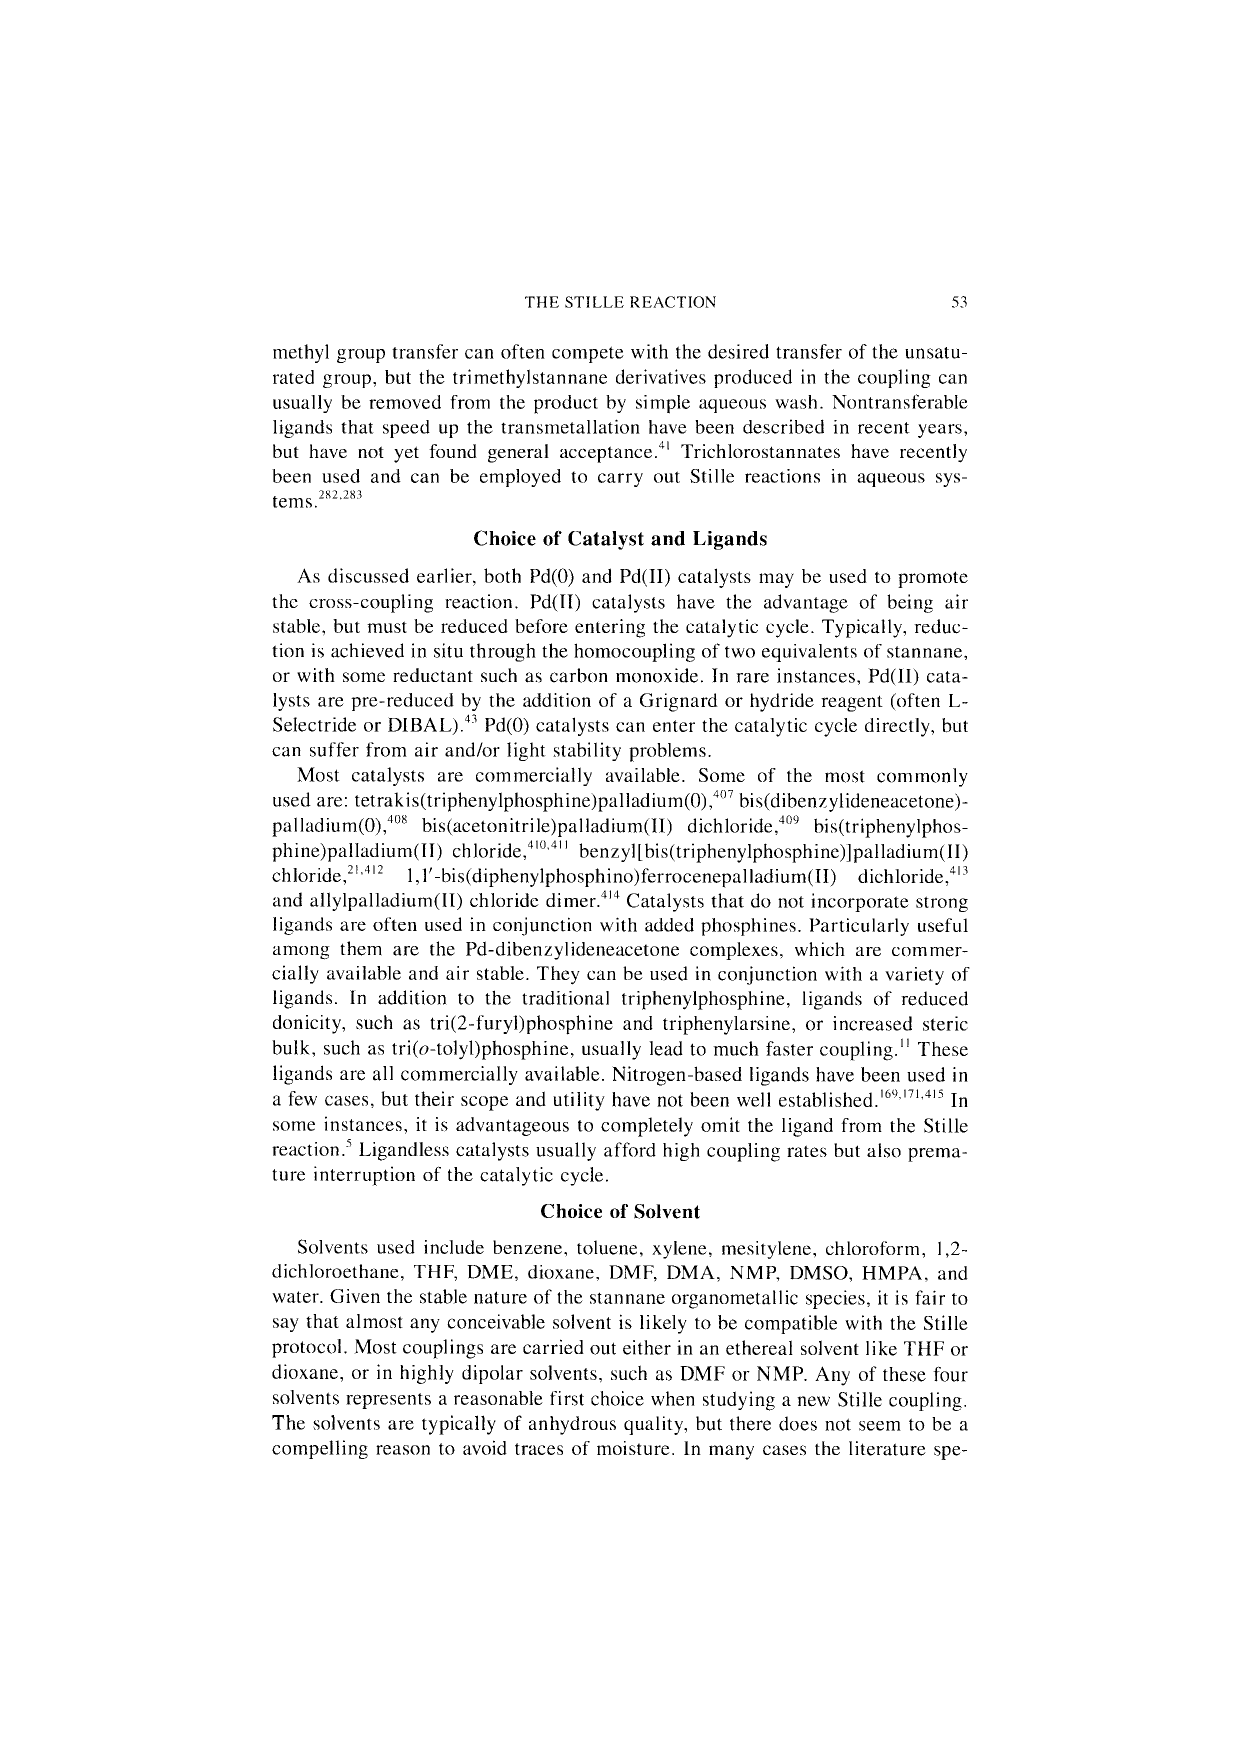 THE STILLE REACTION 53
methyl group transfer can often compete with the desired transfer of the unsatu-
rated group, but the trimethylstannane derivatives produced in the coupling can
usually be removed from the product by simple aqueous wash. Nontransferable
ligands that speed up the transmetallation have been described in recent years,
but have not yet found general acceptance.41 Trichlorostannates have recently
been used and can be employed to carry out Stille reactions in aqueous sys-
tems.282,283
Choice of Catalyst and Ligands
As discussed earlier, both Pd(0) and Pd(II) catalysts may be used to promote
the cross-coupling reaction. Pd(II) catalysts have the advantage of being air
stable, but must be reduced before entering the catalytic cycle. Typically, reduc-
tion is achieved in situ through the homocoupling of two equivalents of stannane,
or with some reductant such as carbon monoxide. In rare instances, Pd(II) cata-
lysts are pre-reduced by the addition of a Grignard or hydride reagent (often L-
Selectride or DIBAL).43 Pd(0) catalysts can enter the catalytic cycle directly, but
can suffer from air and/or light stability problems.
Most catalysts are commercially available. Some of the most commonly
used are: tetrakis(triphenylphosphine)palladium(0),407 bis(dibenzylideneacetone)-
palladium(0),408 bis(acetonitrile)palladium(II) dichloride,409 bis(triphenylphos-
phine)palladium(II) chloride,410,411 benzyl[bis(triphenylphosphine)]palladium(II)
chloride,21,412 1,1′-bis(diphenylphosphino)ferrocenepalladium(II) dichloride,413
and allylpalladium(II) chloride dimer.414 Catalysts that do not incorporate strong
ligands are often used in conjunction with added phosphines. Particularly useful
among them are the Pd-dibenzylideneacetone complexes, which are commer-
cially available and air stable. They can be used in conjunction with a variety of
ligands. In addition to the traditional triphenylphosphine, ligands of reduced
donicity, such as tri(2-furyl)phosphine and triphenylarsine, or increased steric
bulk, such as tri(o-tolyl)phosphine, usually lead to much faster coupling.11 These
ligands are all commercially available. Nitrogen-based ligands have been used in
a few cases, but their scope and utility have not been well established.169,171,415 In
some instances, it is advantageous to completely omit the ligand from the Stille
reaction.5 Ligandless catalysts usually afford high coupling rates but also prema-
ture interruption of the catalytic cycle.
Choice of Solvent
Solvents used include benzene, toluene, xylene, mesitylene, chloroform, 1,2-
dichloroethane, THF, DME, dioxane, DMF, DMA, NMP, DMSO, HMPA, and
water. Given the stable nature of the stannane organometallic species, it is fair to
say that almost any conceivable solvent is likely to be compatible with the Stille
protocol. Most couplings are carried out either in an ethereal solvent like THF or
dioxane, or in highly dipolar solvents, such as DMF or NMP. Any of these four
solvents represents a reasonable first choice when studying a new Stille coupling.
The solvents are typically of anhydrous quality, but there does not seem to be a
compelling reason to avoid traces of moisture. In many cases the literature spe-